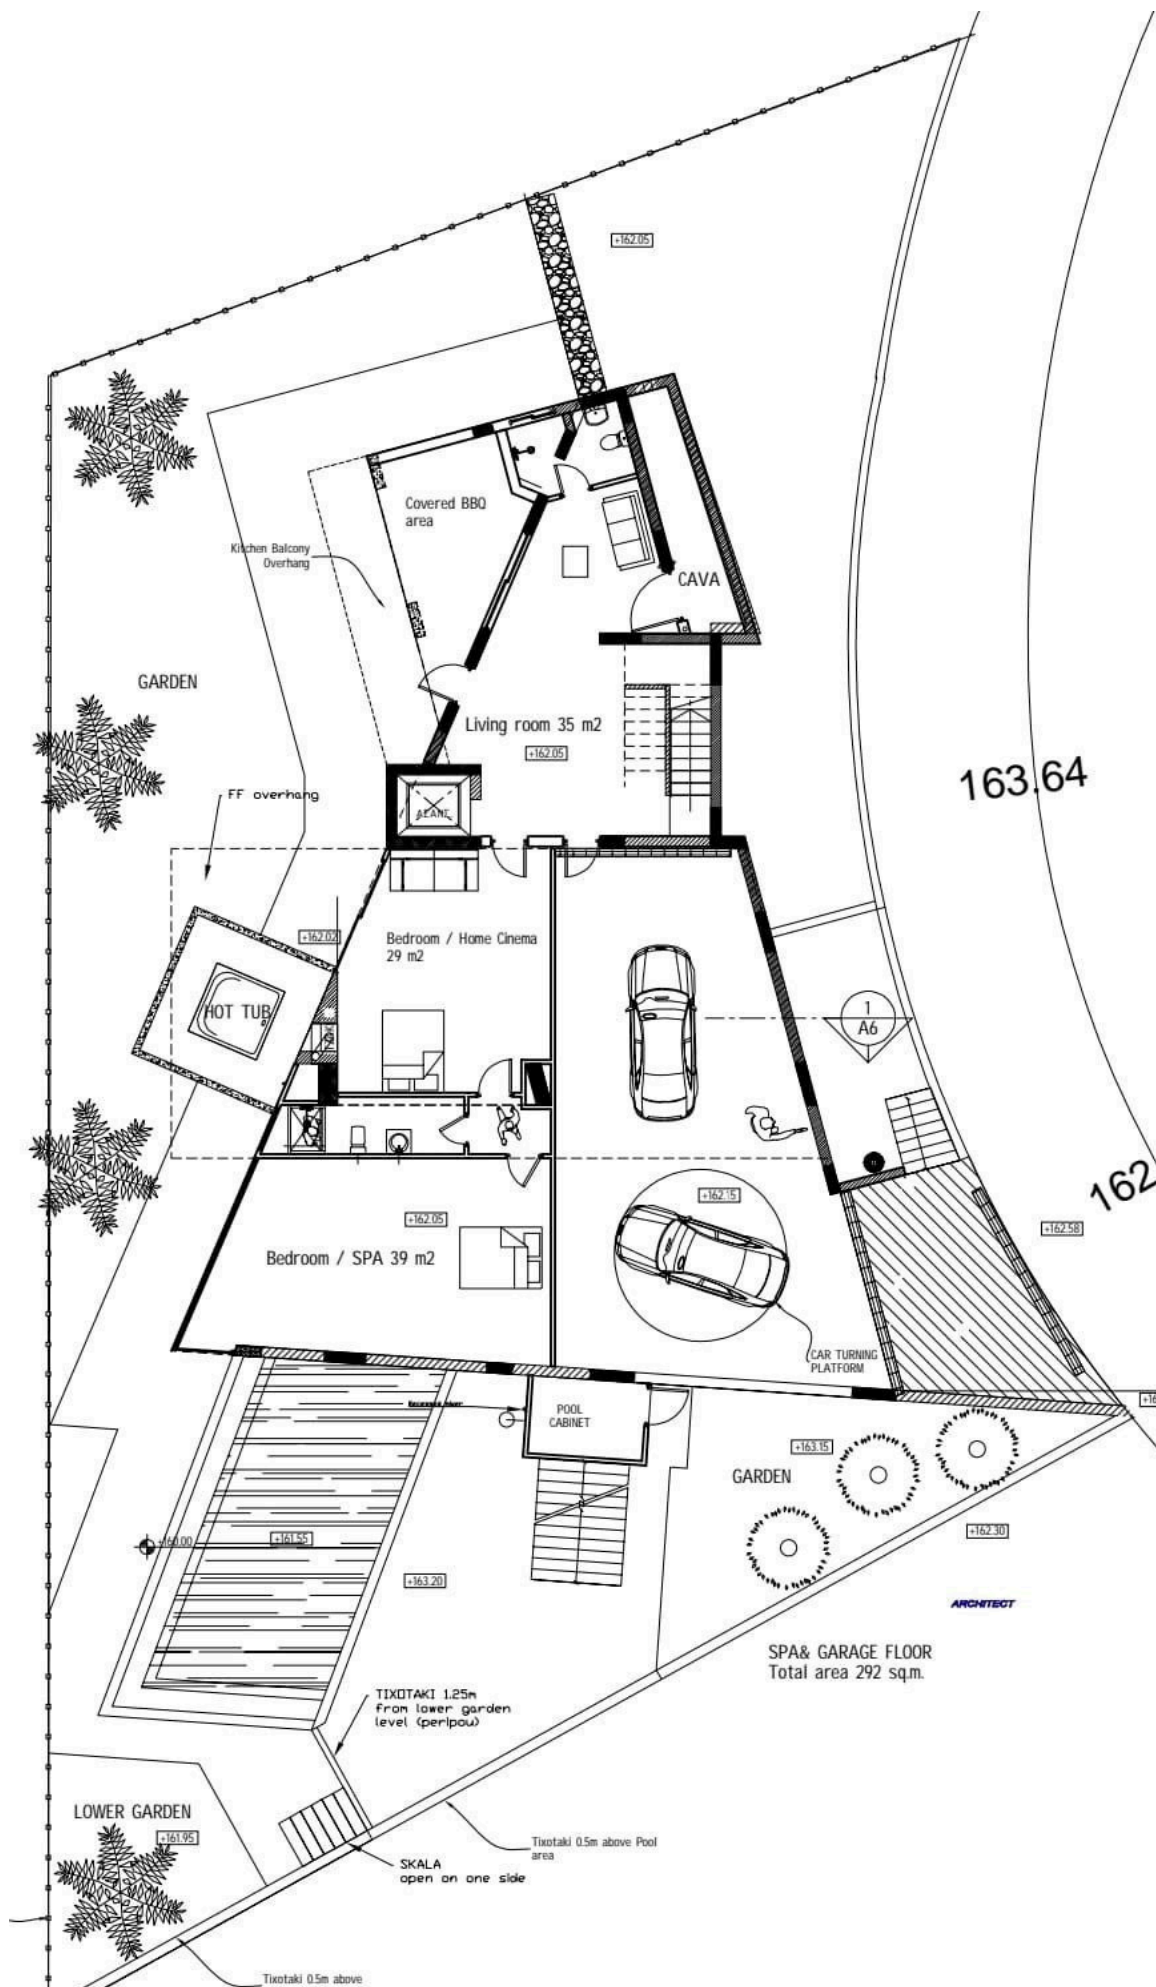 +162.05
Covered BBQ
area
Kitchen Balcony
Overhang
CAVA
GARDEN
Living room 35 m2
+162.05
163.64
FF overhang
+162.02
Bedroom / Home Cinema
29 m2
HOT TUB
1
A6
162
+162.15
+162.05
+162.58
Bedroom / SPA 39 m2
CAR TURNING
PLATFORM
POOL
CABINET
+163.15
GARDEN
+160.00
+161.55
+162.30
+163.20
ARCHITECT
SPA& GARAGE FLOOR
Total area 292 sq.m.
TIXOTAKI 1.25m
from lower garden
level (peripou)
LOWER GARDEN
+161.95
Tixotaki 0.5m above Pool
area
SKALA
open on one side
Tixotaki 0.5m above